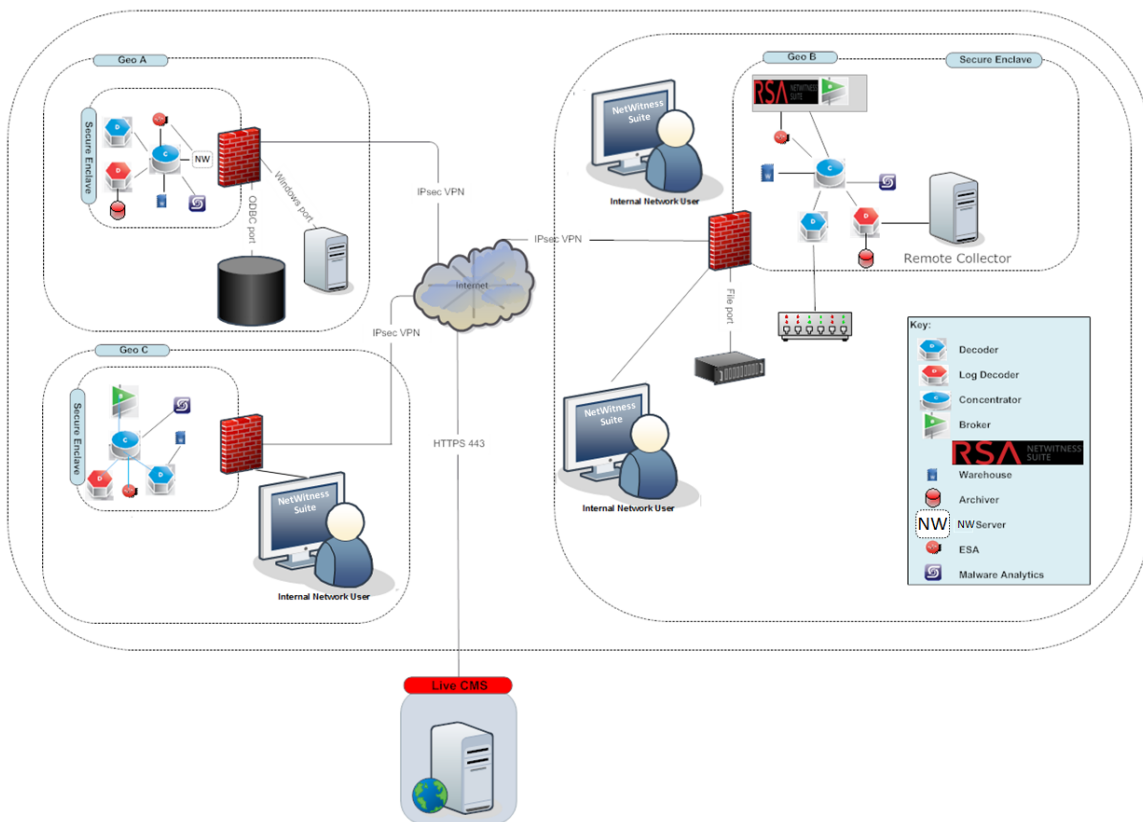 Geo A
Secure Enclave
D
D
C
NW
Windows port
ODBC port
IPsec VPN
Internet
IPsec VPN
IPsec VPN
HTTPS 443
Geo C
Secure Enclave
B
C
D
D
NetWitness
Suite
Internal Network User
NetWitness
Suite
Internal Network User
Geo B
Secure Enclave
RSA
NETWITNESS
SUITE
B
C
D
D
Remote Collector
File port
NetWitness
Suite
Internal Network User
Key:
D
Decoder
D
Log Decoder
C
Concentrator
B
Broker
RSA
NETWITNESS
SUITE
Warehouse
Archiver
NW
NWServer
ESA
Malware Analytics
Live CMS